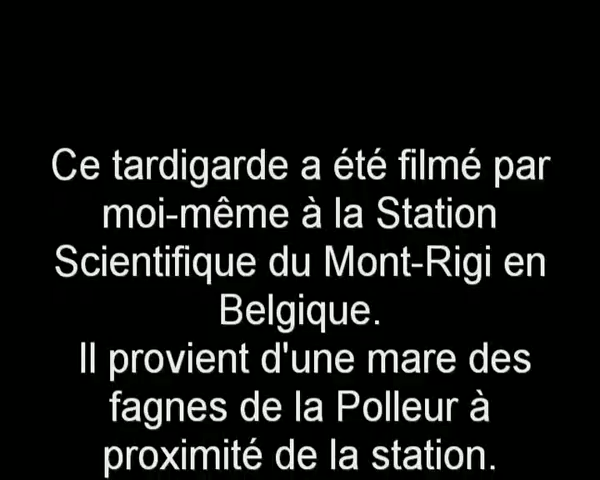 Ce tardigarde a été filmé par
moi-même à la Station
Scientifique du Mont-Rigi en
Belgique.
Il provient d'une mare des
fagnes de la Polleur à
proximité de la station.